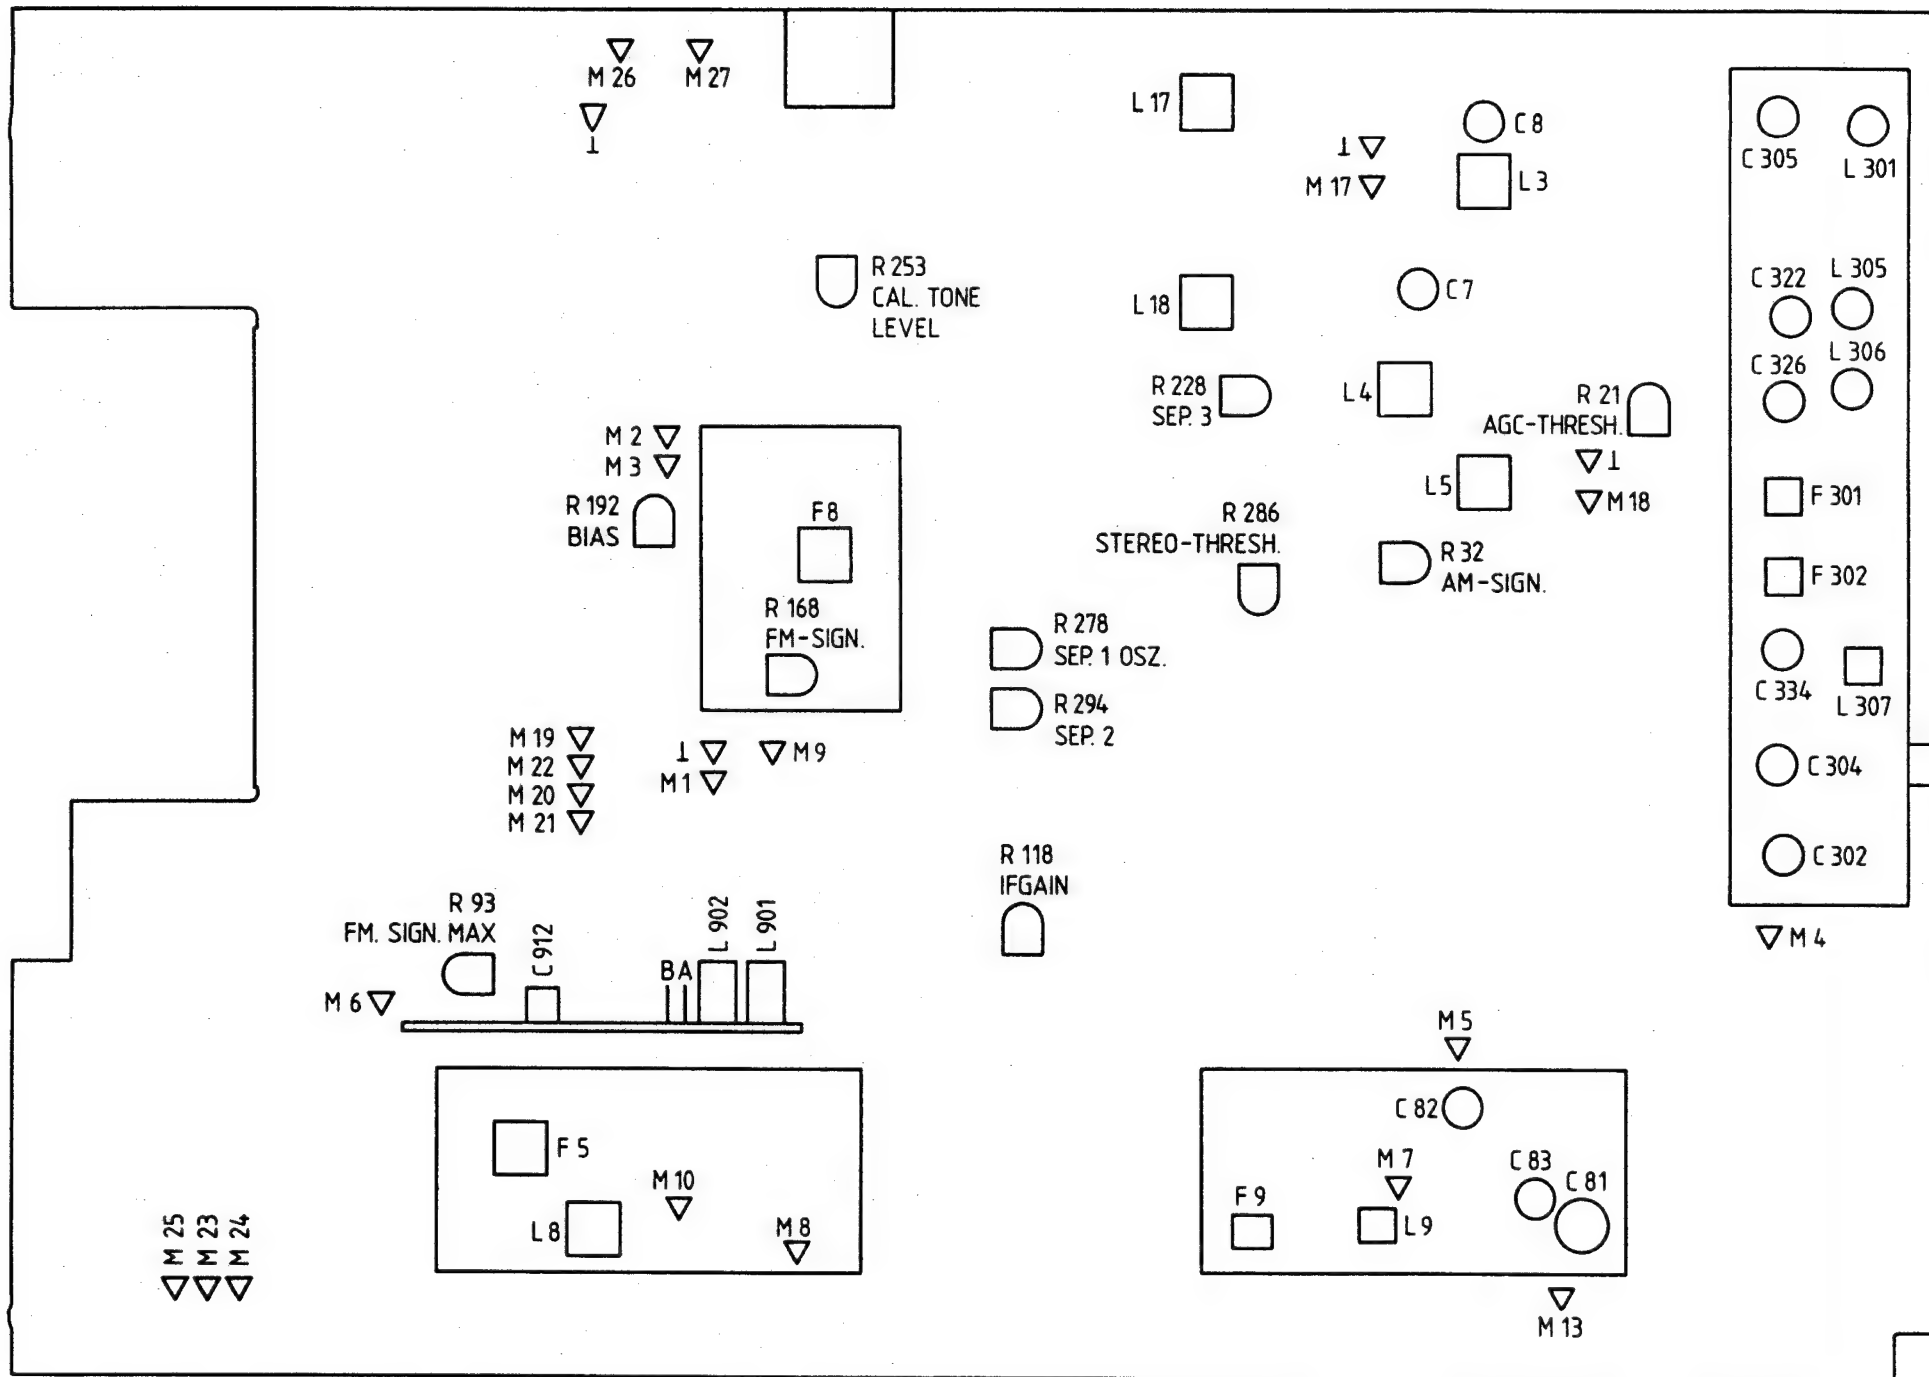 M 26
M 27
⊥
L 17
⊥
M 17
C 8
L 3
C 305
L 301
R 253
CAL. TONE
LEVEL
L 18
C 7
C 322
L 305
C 326
L 306
R 228
SEP. 3
L 4
R 21
AGC-THRESH.
⊥
M 18
L 5
M 2
M 3
R 192
BIAS
F 8
R 168
FM-SIGN.
R 286
STEREO-THRESH.
R 32
AM-SIGN.
F 301
F 302
R 278
SEP. 1 OSZ.
R 294
SEP. 2
C 334
L 307
M 19
M 22
M 20
M 21
⊥
M 1
M 9
C 304
C 302
R 118
IFGAIN
M 4
R 93
FM. SIGN. MAX
C 912
B A
L 902
L 901
M 6
M 5
C 82
F 5
M 10
L 8
M 8
M 7
C 83
C 81
F 9
L 9
M 25
M 23
M 24
M 13